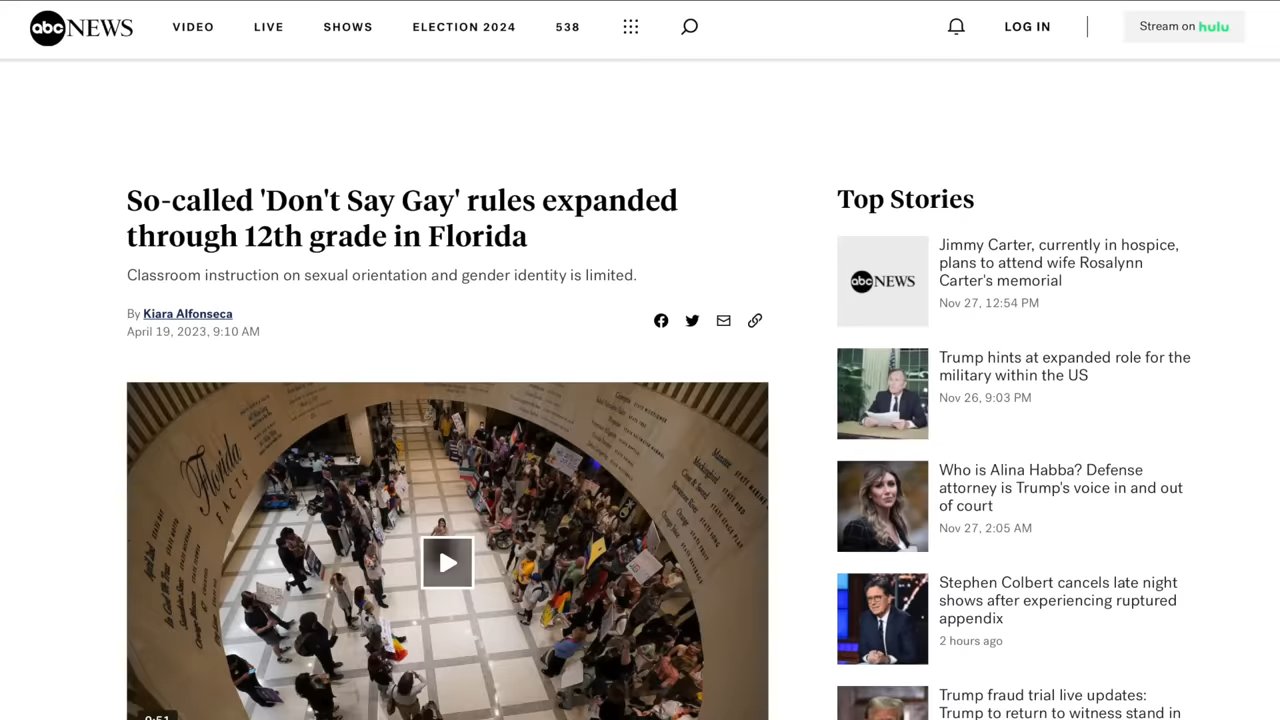 abc NEWS
VIDEO
LIVE
SHOWS
ELECTION 2024
538
LOG IN
Stream on hulu
So-called 'Don't Say Gay' rules expanded
through 12th grade in Florida
Classroom instruction on sexual orientation and gender identity is limited.
By Kiara Alfonseca
April 19, 2023, 9:10 AM
Florida
FACTS
0:51
Top Stories
abc NEWS
Jimmy Carter, currently in hospice,
plans to attend wife Rosalynn
Carter's memorial
Nov 27, 12:54 PM
Trump hints at expanded role for the
military within the US
Nov 26, 9:03 PM
Who is Alina Habba? Defense
attorney is Trump's voice in and out
of court
Nov 27, 2:05 AM
Stephen Colbert cancels late night
shows after experiencing ruptured
appendix
2 hours ago
Trump fraud trial live updates:
Trump to return to witness stand in